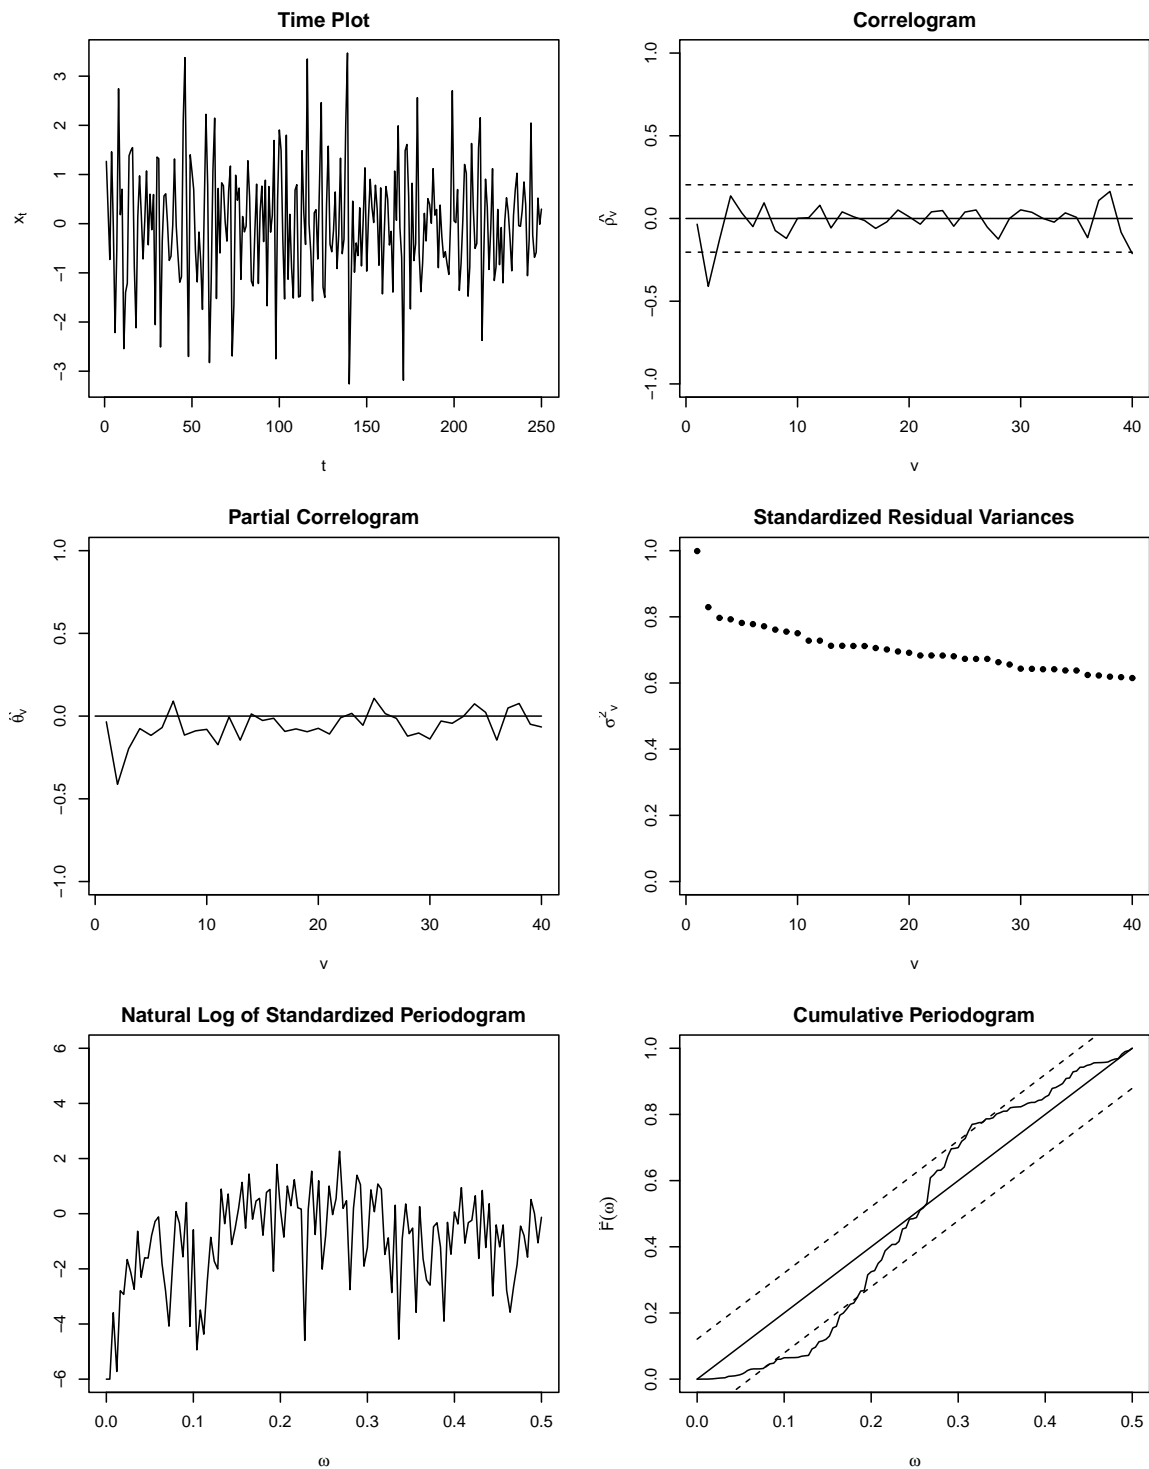 Time Plot
x_t
3
2
1
0
−1
−2
−3
0 50 100 150 200 250
t
Correlogram
ρ̂_v
1.0
0.5
0.0
−0.5
−1.0
0 10 20 30 40
v
Partial Correlogram
θ̂_v
1.0
0.5
0.0
−0.5
−1.0
0 10 20 30 40
v
Standardized Residual Variances
σ̂²_v
1.0
0.8
0.6
0.4
0.2
0.0
0 10 20 30 40
v
Natural Log of Standardized Periodogram
6
4
2
0
−2
−4
−6
0.0 0.1 0.2 0.3 0.4 0.5
ω
Cumulative Periodogram
F̂(ω)
1.0
0.8
0.6
0.4
0.2
0.0
0.0 0.1 0.2 0.3 0.4 0.5
ω